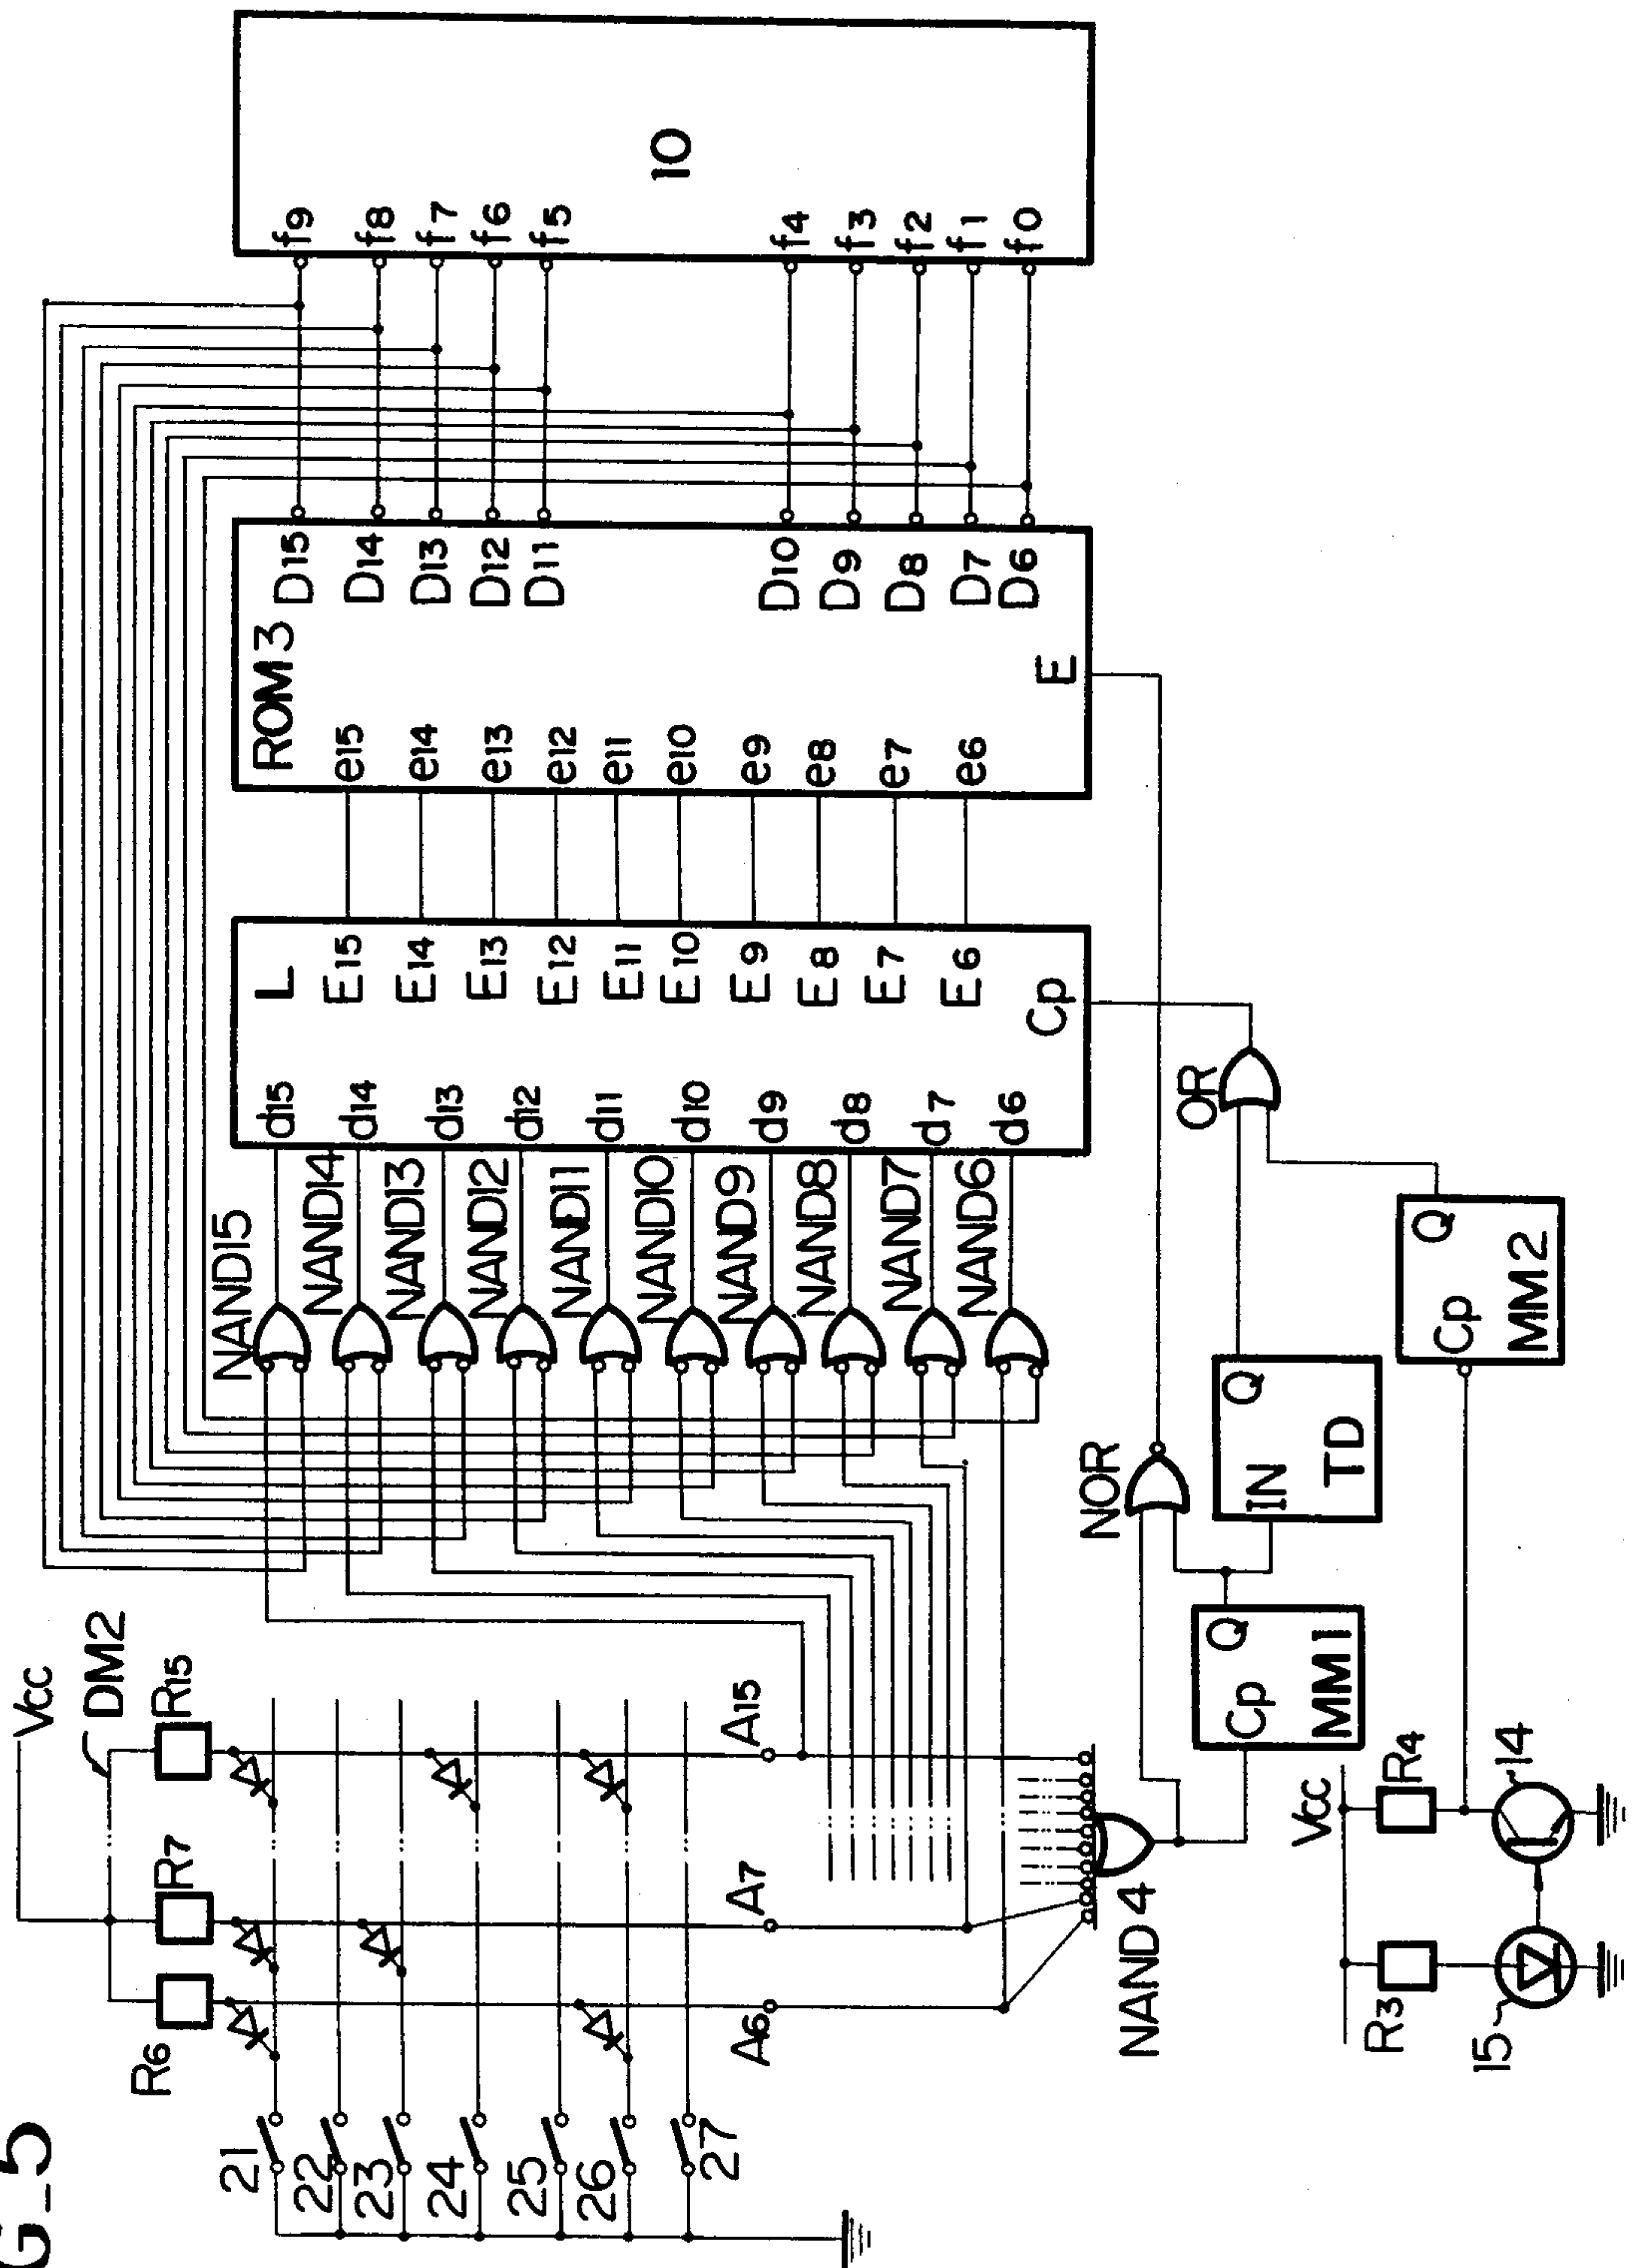 G_5
Vcc
DM2
R6
R7
R15
21
22
23
24
25
26
27
A6
A7
A15
NAND 4
NAND15
NAND14
NAND13
NAND12
NAND11
NAND10
NAND9
NAND8
NAND7
NAND6
L
d15
d14
d13
d12
d11
d10
d9
d8
d7
d6
E15
E14
E13
E12
E11
E10
E9
E8
E7
E6
Cp
ROM 3
e15
e14
e13
e12
e11
e10
e9
e8
e7
e6
E
D15
D14
D13
D12
D11
D10
D9
D8
D7
D6
f9
f8
f7
f6
f5
f4
f3
f2
f1
f0
10
NOR
OR
Cp
Q
MM1
IN
Q
TD
Cp
Q
MM2
Vcc
R3
R4
14
15